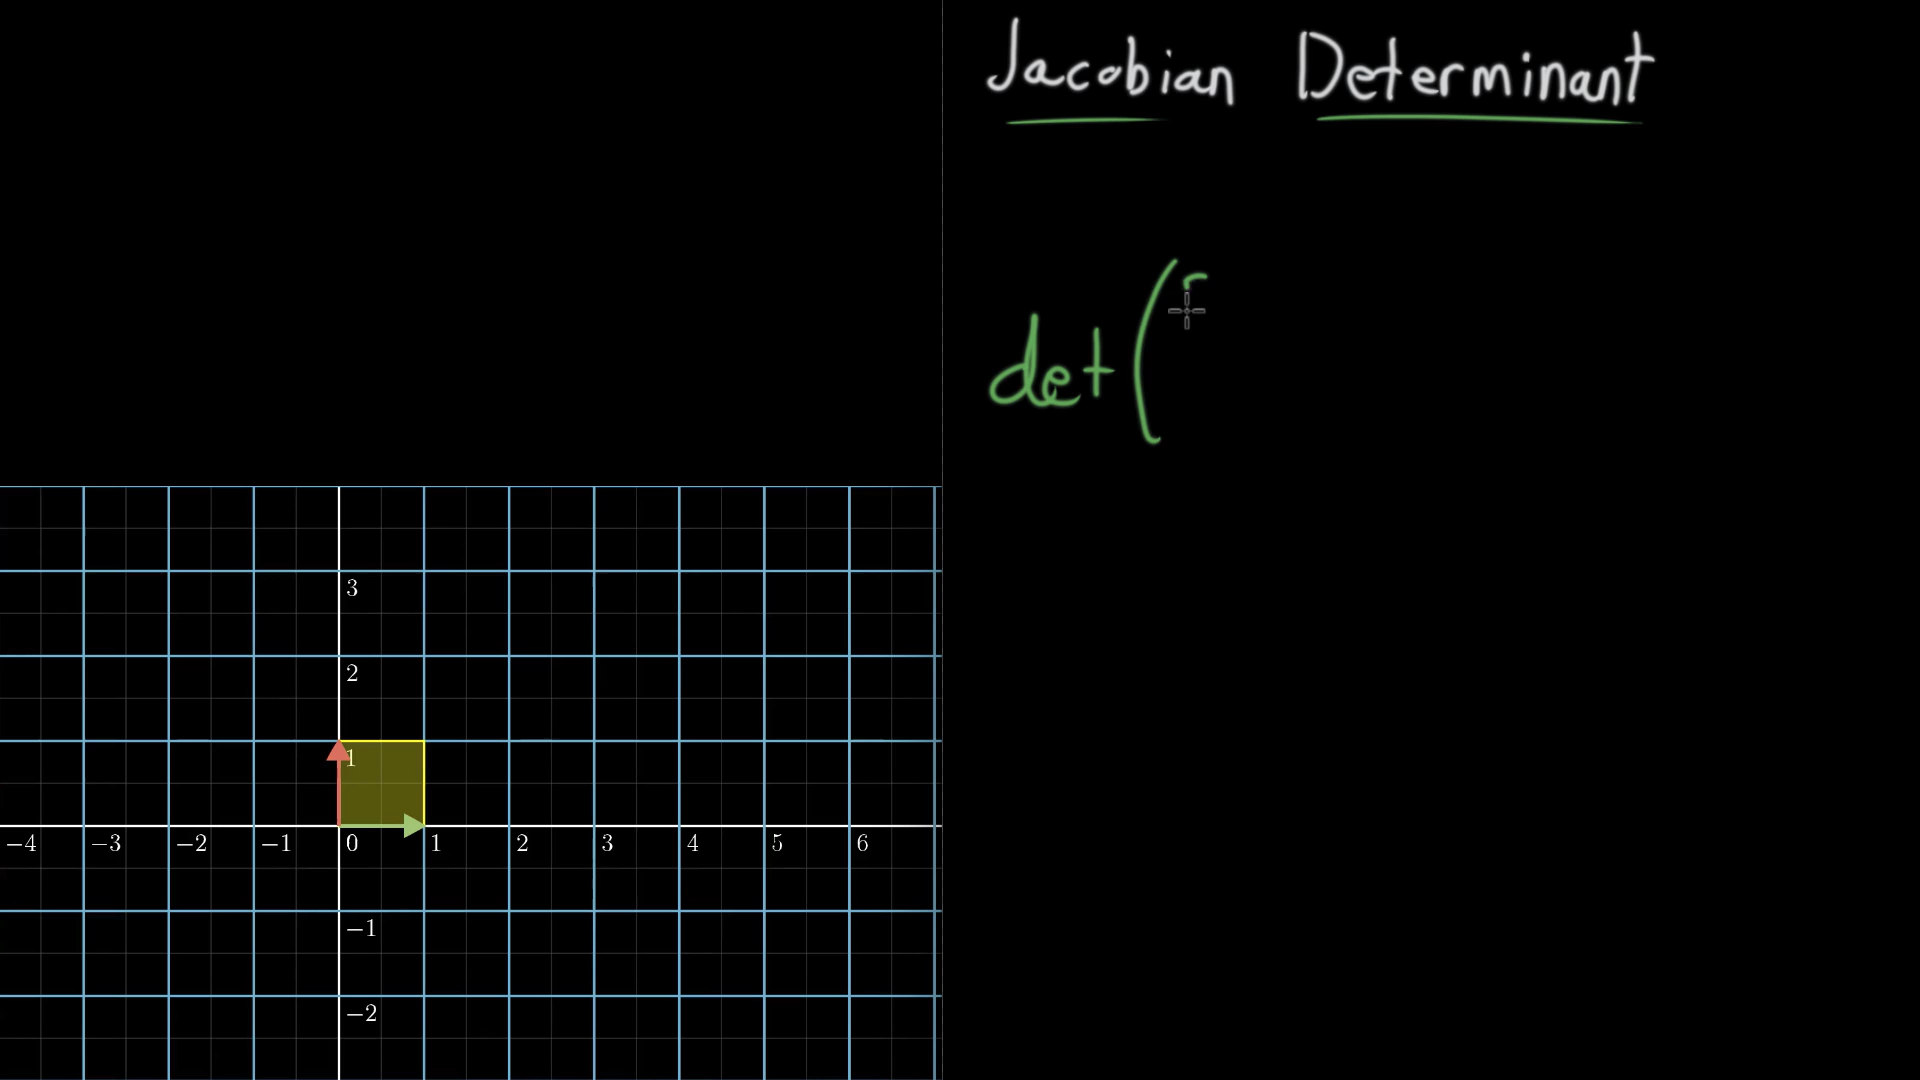 Jacobian Determinant
det(
3
2
1
−4 −3 −2 −1 0 1 2 3 4 5 6
−1
−2